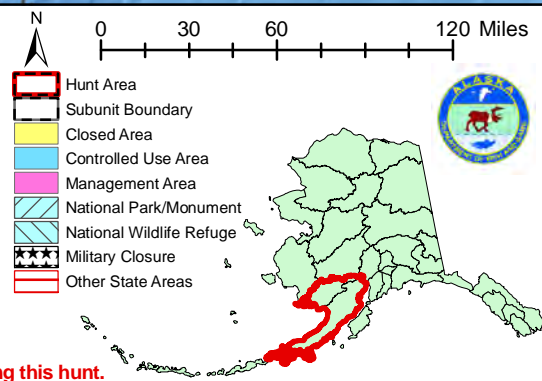 N
0 30 60 120 Miles
Hunt Area
Subunit Boundary
Closed Area
Controlled Use Area
Management Area
National Park/Monument
National Wildlife Refuge
Military Closure
Other State Areas
ALASKA
ng this hunt.